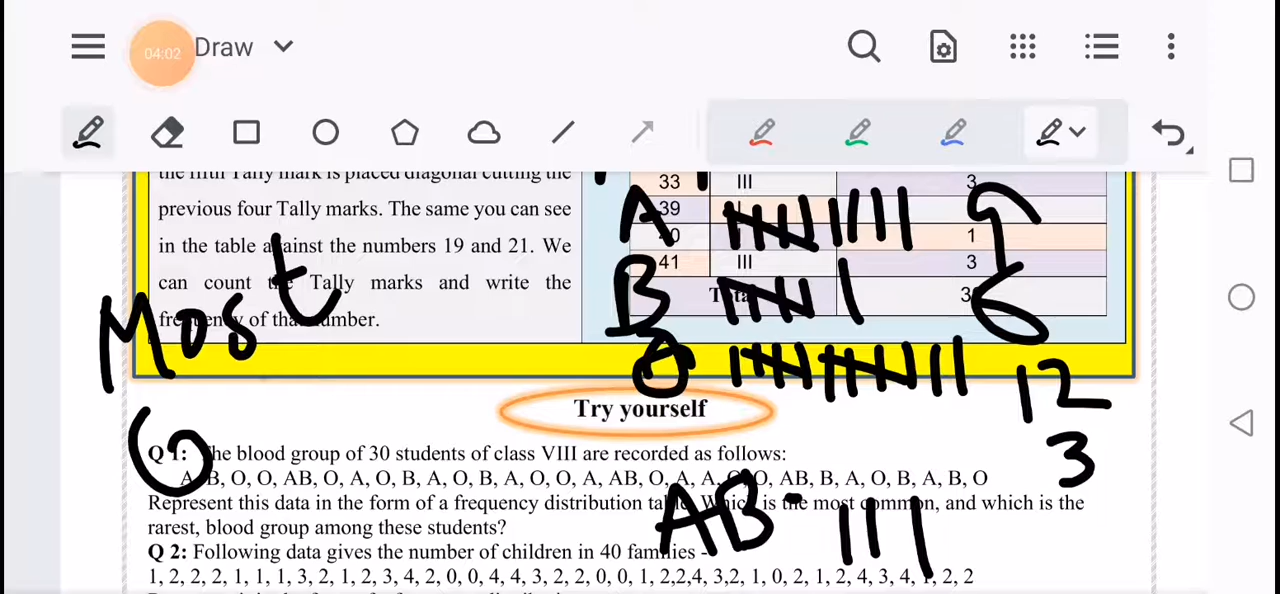 04:02 Draw
the fifth Tally mark is placed diagonal cutting the
previous four Tally marks. The same you can see
in the table against the numbers 19 and 21. We
can count the Tally marks and write the
frequency of that number.
33 III 3
39
40 1
41 III 3
Total
A 9
B 6
O 12
AB 3
Most
O
Try yourself
Q 1: The blood group of 30 students of class VIII are recorded as follows:
A, B, O, O, AB, O, A, O, B, A, O, B, A, O, O, A, AB, O, A, A, O, O, AB, B, A, O, B, A, B, O
Represent this data in the form of a frequency distribution table. Which is the most common, and which is the
rarest, blood group among these students?
Q 2: Following data gives the number of children in 40 families -
1, 2, 2, 2, 1, 1, 1, 3, 2, 1, 2, 3, 4, 2, 0, 0, 4, 4, 3, 2, 2, 0, 0, 1, 2,2,4, 3,2, 1, 0, 2, 1, 2, 4, 3, 4, 1, 2, 2